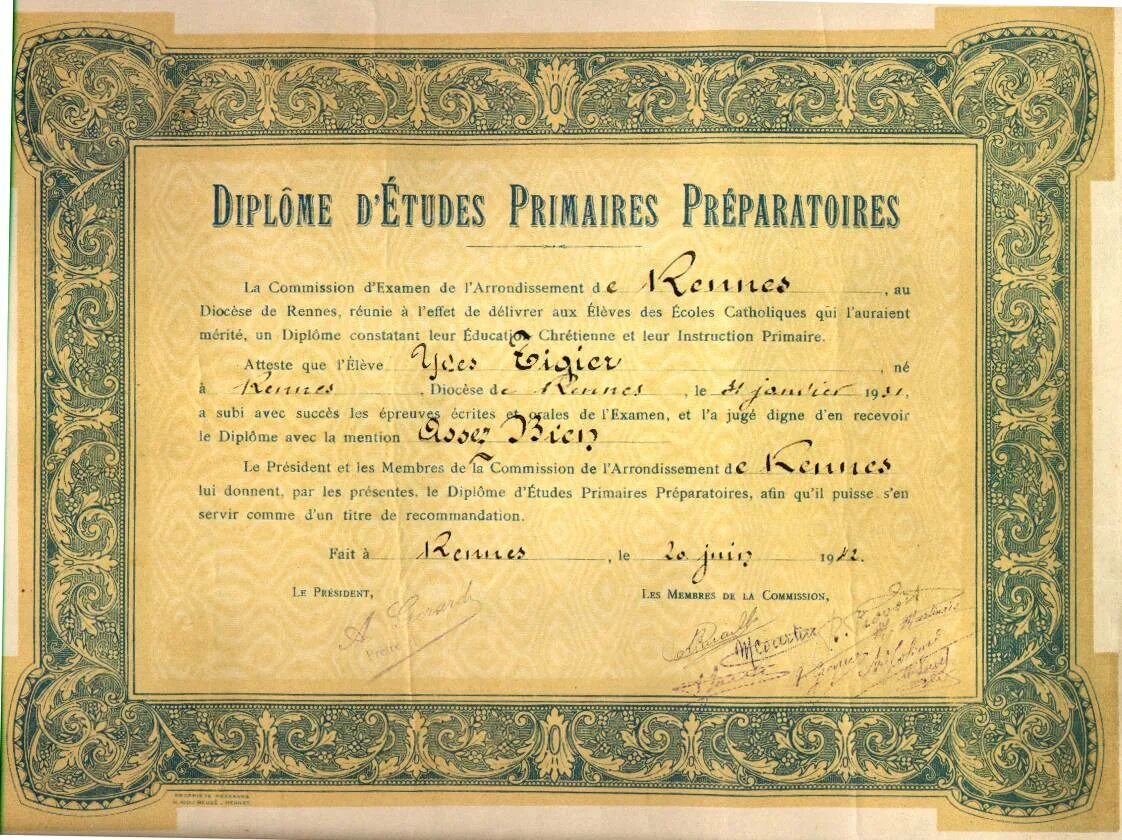 DIPLÔME D'ÉTUDES PRIMAIRES PRÉPARATOIRES
La Commission d'Examen de l'Arrondissement de Rennes, au
Diocèse de Rennes, réunie à l'effet de délivrer aux Élèves des Écoles Catholiques qui l'auraient
mérité, un Diplôme constatant leur Éducation Chrétienne et leur Instruction Primaire.
Atteste que l'Élève Yves Tigier, né
à Rennes, Diocèse de Rennes, le 31 janvier 1931,
a subi avec succès les épreuves écrites et orales de l'Examen, et l'a jugé digne d'en recevoir
le Diplôme avec la mention Assez Bien
Le Président et les Membres de la Commission de l'Arrondissement de Rennes
lui donnent, par les présentes, le Diplôme d'Études Primaires Préparatoires, afin qu'il puisse s'en
servir comme d'un titre de recommandation.
Fait à Rennes, le 20 juin 1942.
LE PRÉSIDENT, LES MEMBRES DE LA COMMISSION,
A Gerard